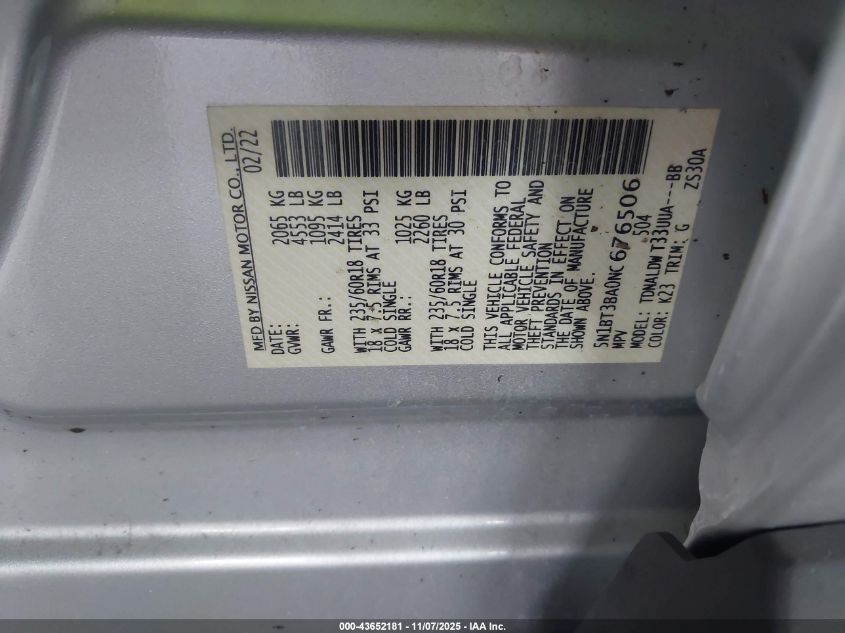 MFD BY NISSAN MOTOR CO., LTD.
DATE: 02/22
GVWR: 2065 KG
4553 LB
GAWR FR.: 1095 KG
2414 LB
WITH 235/60R18 TIRES
18 x 7.5 RIMS AT 33 PSI
COLD SINGLE
GAWR RR.: 1025 KG
2260 LB
WITH 235/60R18 TIRES
18 x 7.5 RIMS AT 30 PSI
COLD SINGLE
THIS VEHICLE CONFORMS TO
ALL APPLICABLE FEDERAL
MOTOR VEHICLE SAFETY AND
THEFT PREVENTION
STANDARDS IN EFFECT ON
THE DATE OF MANUFACTURE
SHOWN ABOVE.
5N1BT3BA0NC676506
MPV 504
MODEL: TDNALDW T33UUA---BB
COLOR: K23 TRIM: G ZS30A
000-43652181 - 11/07/2025 - IAA Inc.